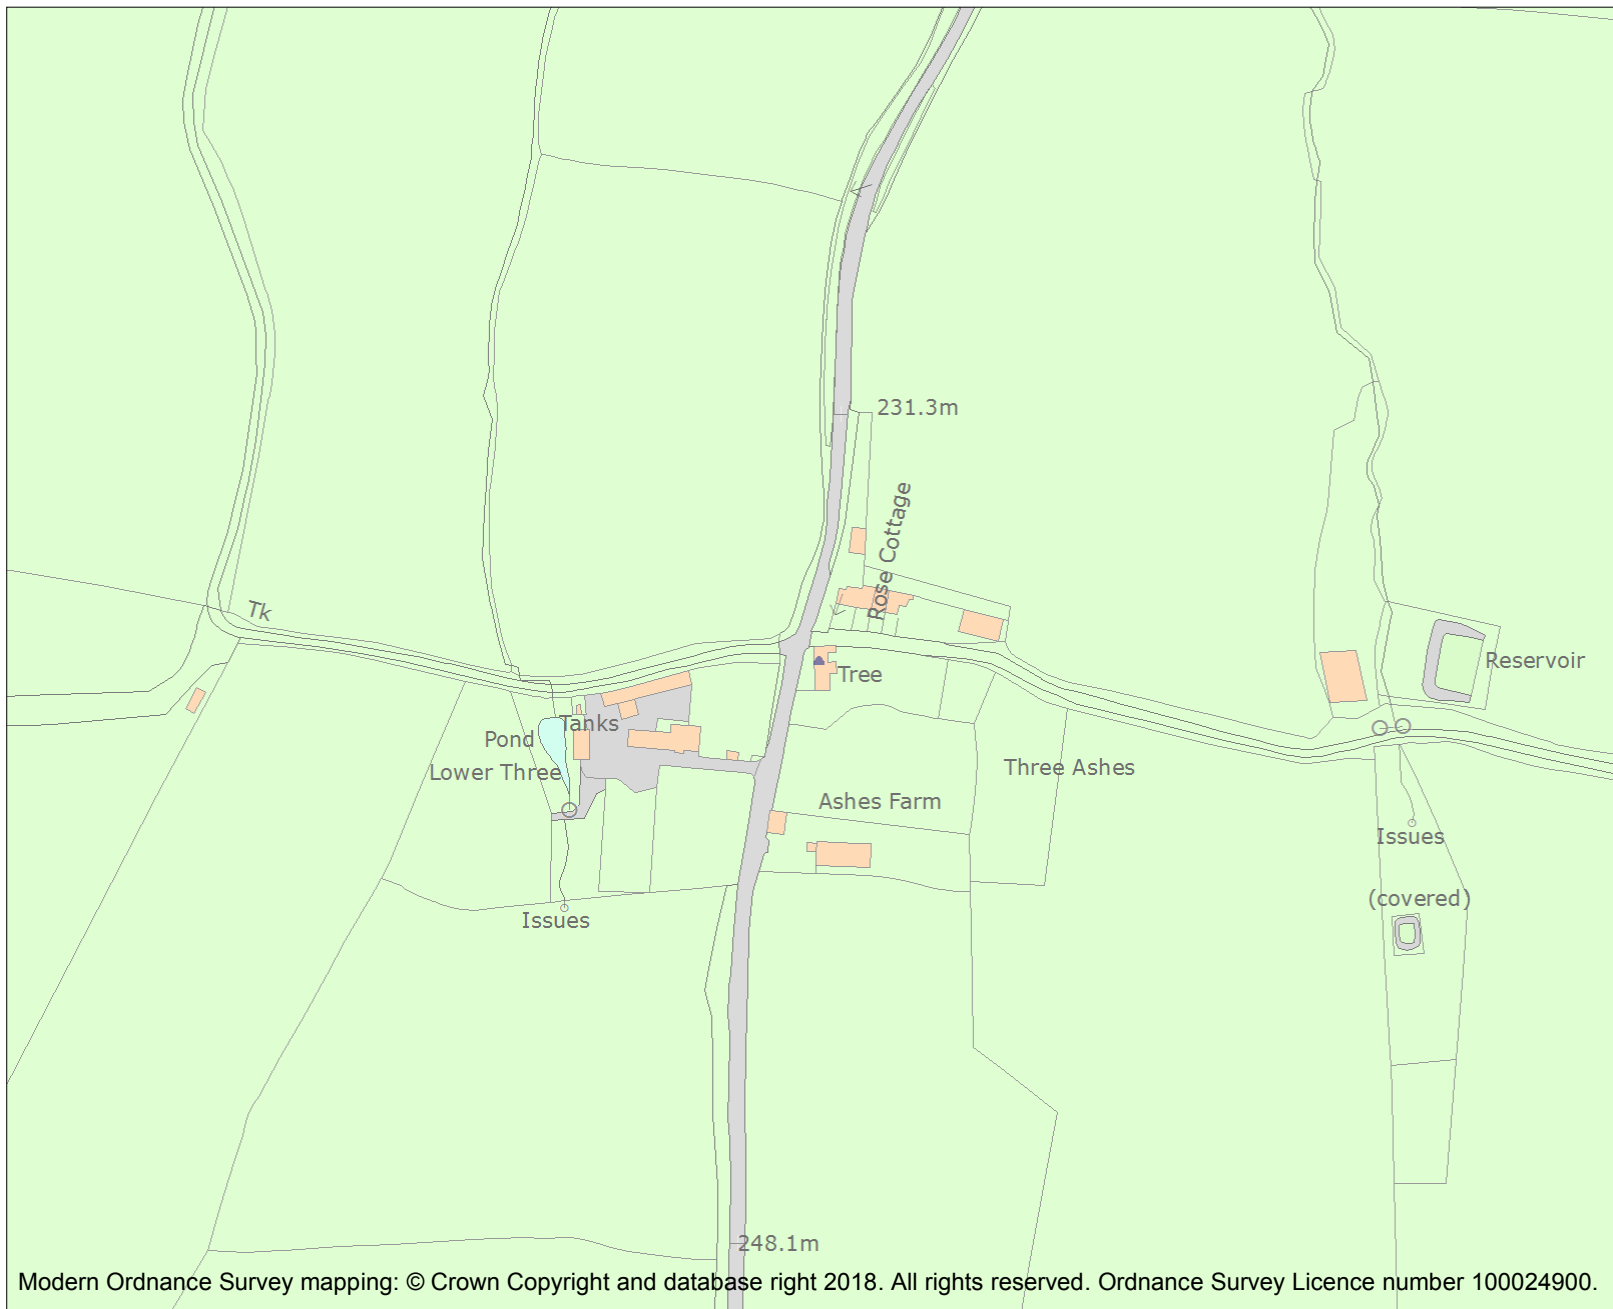 231.3m
Rose Cottage
Tk
Reservoir
Tree
Tanks
Pond
Lower Three
Three Ashes
Ashes Farm
Issues
(covered)
Issues
248.1m
Modern Ordnance Survey mapping: © Crown Copyright and database right 2018. All rights reserved. Ordnance Survey Licence number 100024900.